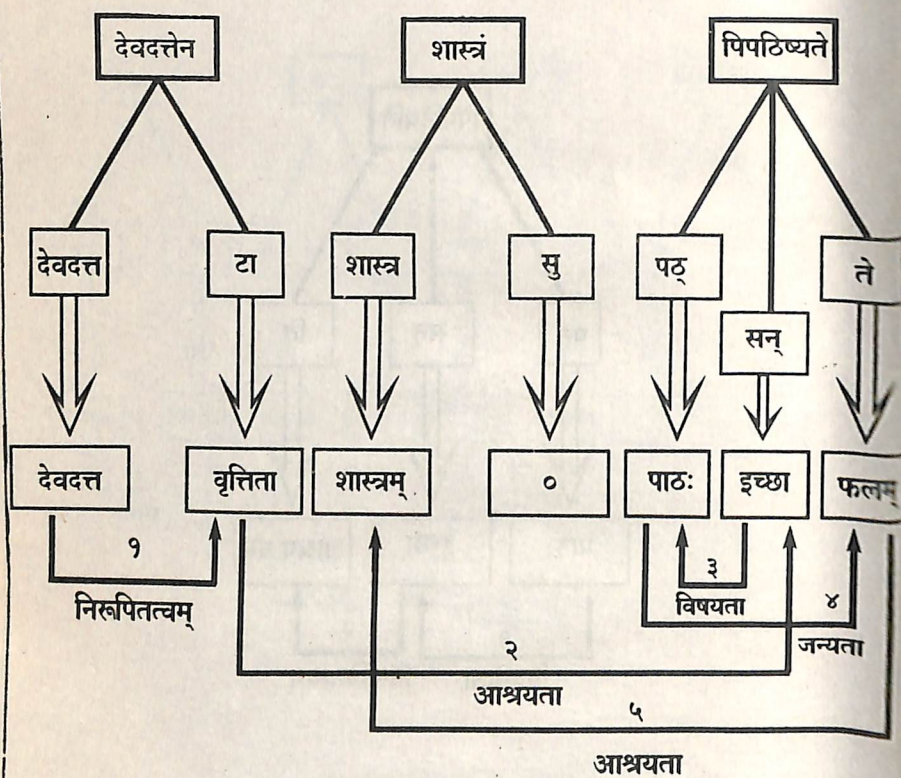 देवदत्तेन शास्त्रं पिपठिष्यते
देवदत्त टा शास्त्र सु पठ् ते
सन्
देवदत्त वृत्तिता शास्त्रम् ० पाठः इच्छा फलम्
१ ३
निरूपितत्वम् विषयता ४
२ जन्यता
आश्रयता
५
आश्रयता